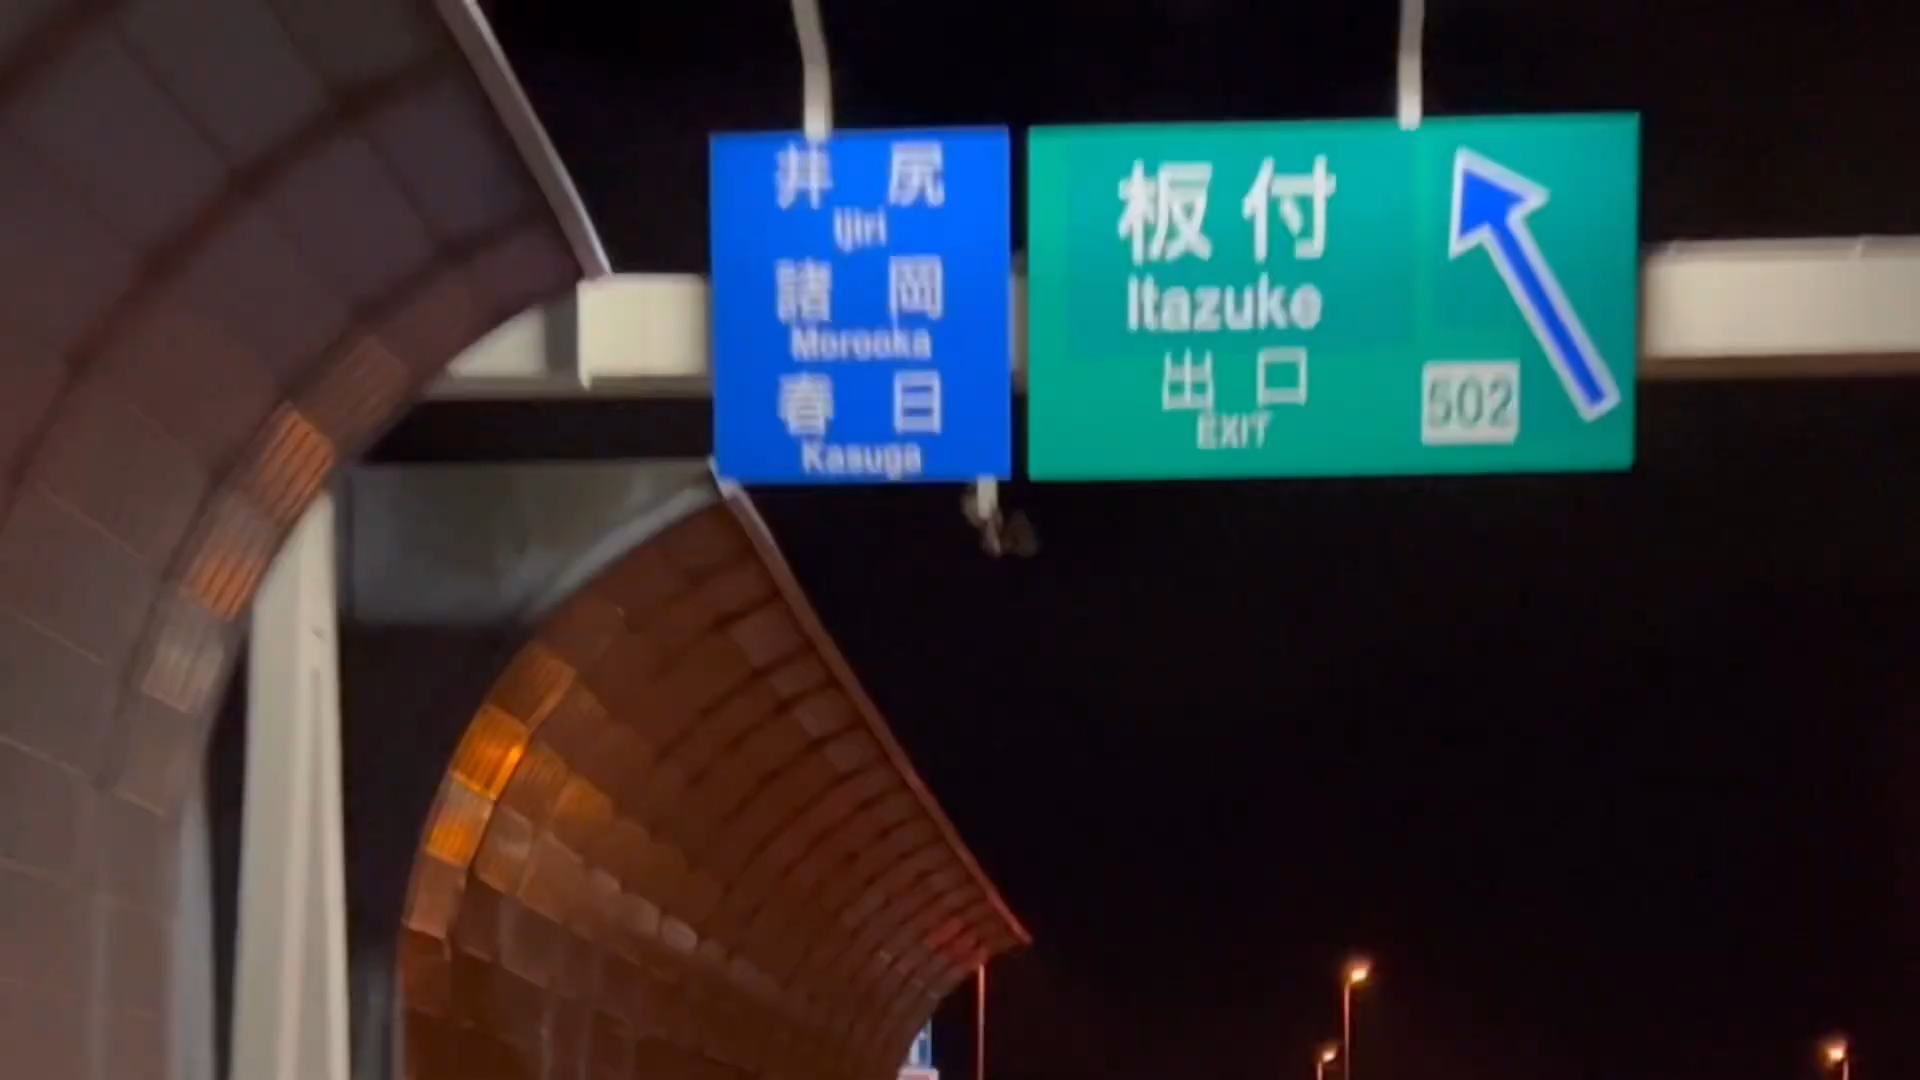 井 尻
Ijiri
諸 岡
Morooka
春 日
Kasuga
板付
Itazuke
出 口
EXIT
502